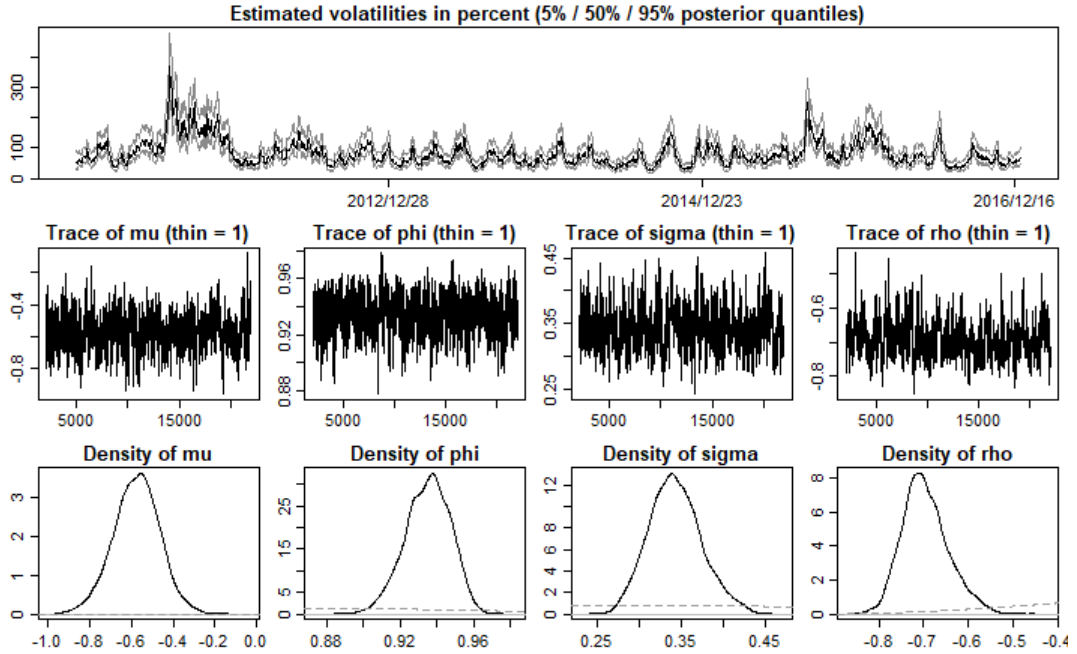 Estimated volatilities in percent (5% / 50% / 95% posterior quantiles)
0 100 300
2012/12/28 2014/12/23 2016/12/16
Trace of mu (thin = 1) Trace of phi (thin = 1) Trace of sigma (thin = 1) Trace of rho (thin = 1)
-0.8 -0.4 0.88 0.92 0.96 0.25 0.35 0.45 -0.8 -0.6
5000 15000 5000 15000 5000 15000 5000 15000
Density of mu Density of phi Density of sigma Density of rho
0 1 2 3 0 5 15 25 0 2 4 6 8 12 0 2 4 6 8
-1.0 -0.8 -0.6 -0.4 -0.2 0.0 0.88 0.92 0.96 0.25 0.35 0.45 -0.8 -0.7 -0.6 -0.5 -0.4